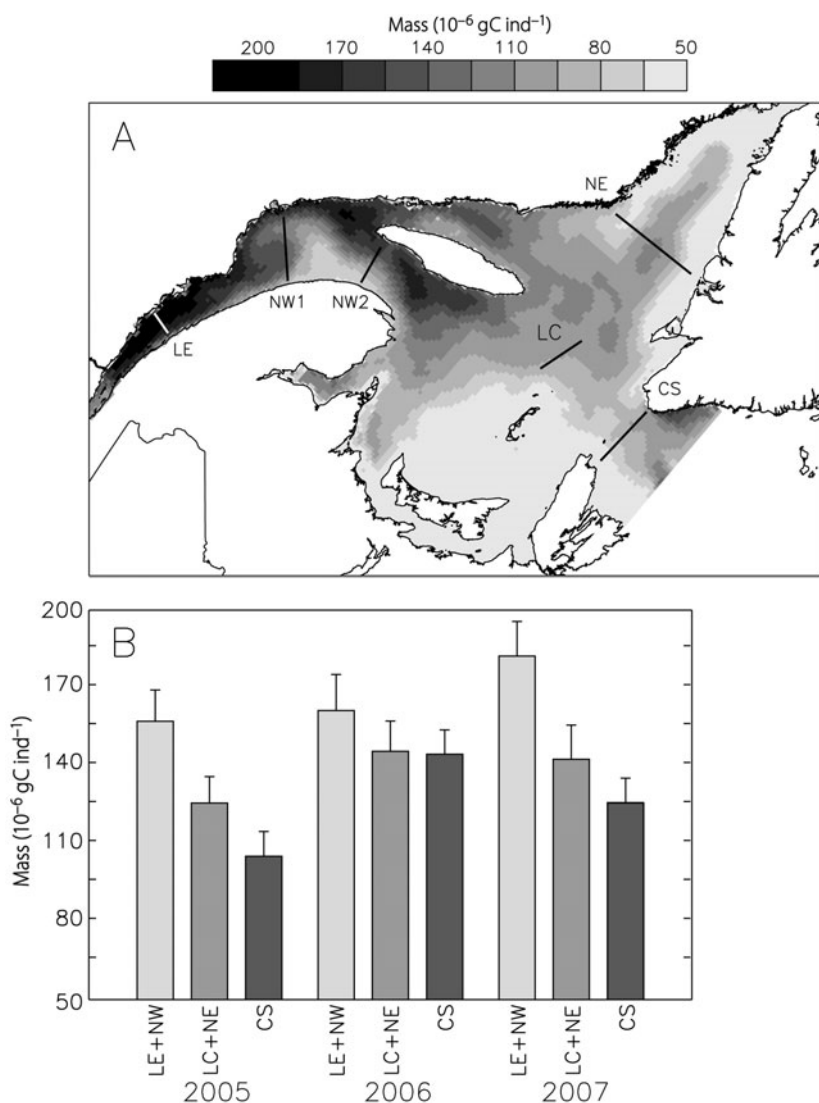 Mass (10⁻⁶ gC ind⁻¹)
200 170 140 110 80 50
A
NE
NW1
NW2
LE
LC
CS
B
Mass (10⁻⁶ gC ind⁻¹)
200
170
140
110
80
50
LE+NW
LC+NE
CS
LE+NW
LC+NE
CS
LE+NW
LC+NE
CS
2005 2006 2007